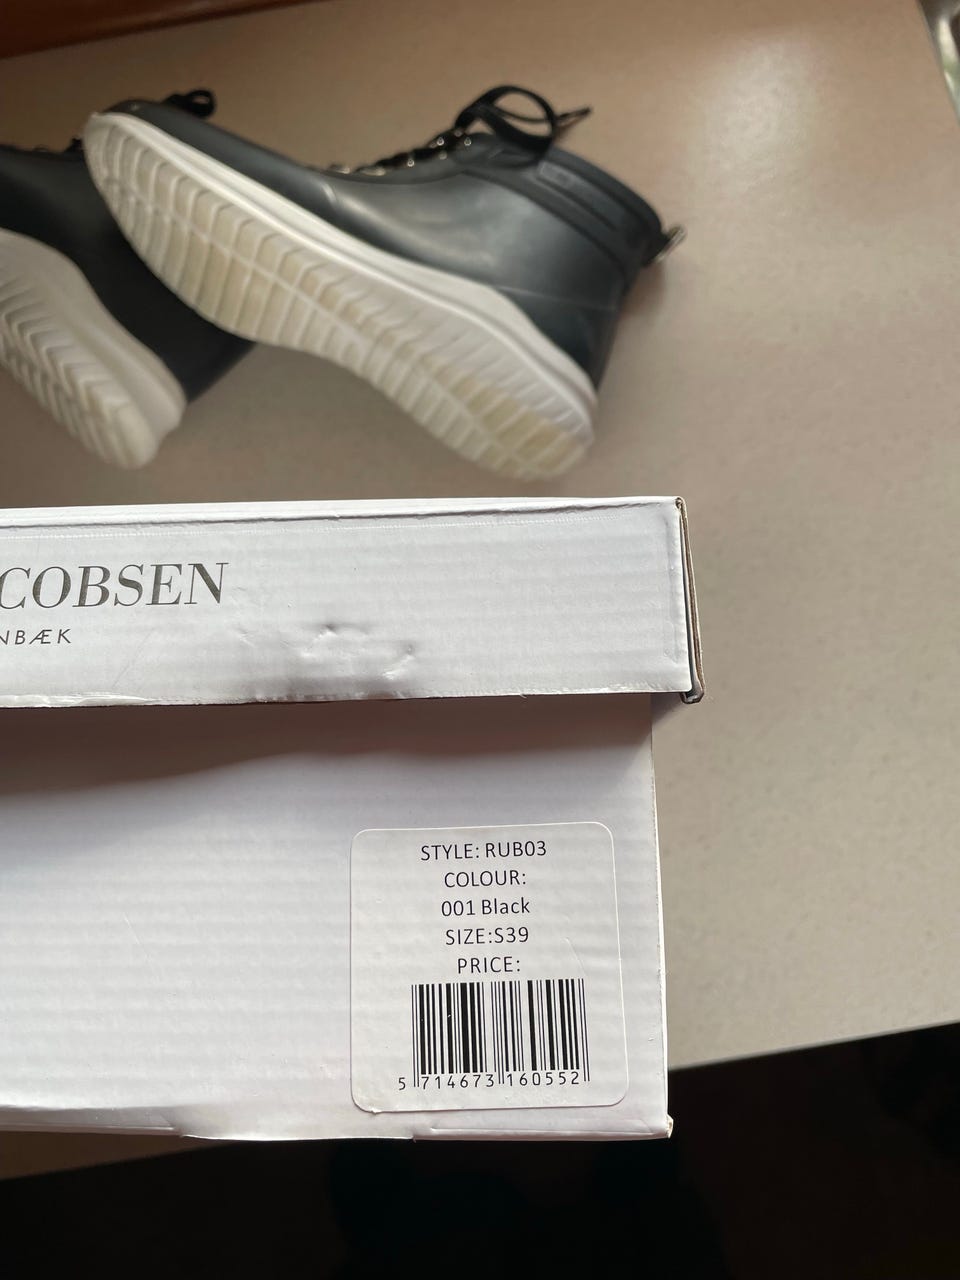 COBSEN
NBÆK
STYLE: RUB03
COLOUR:
001 Black
SIZE:S39
PRICE:
5 714673 160552